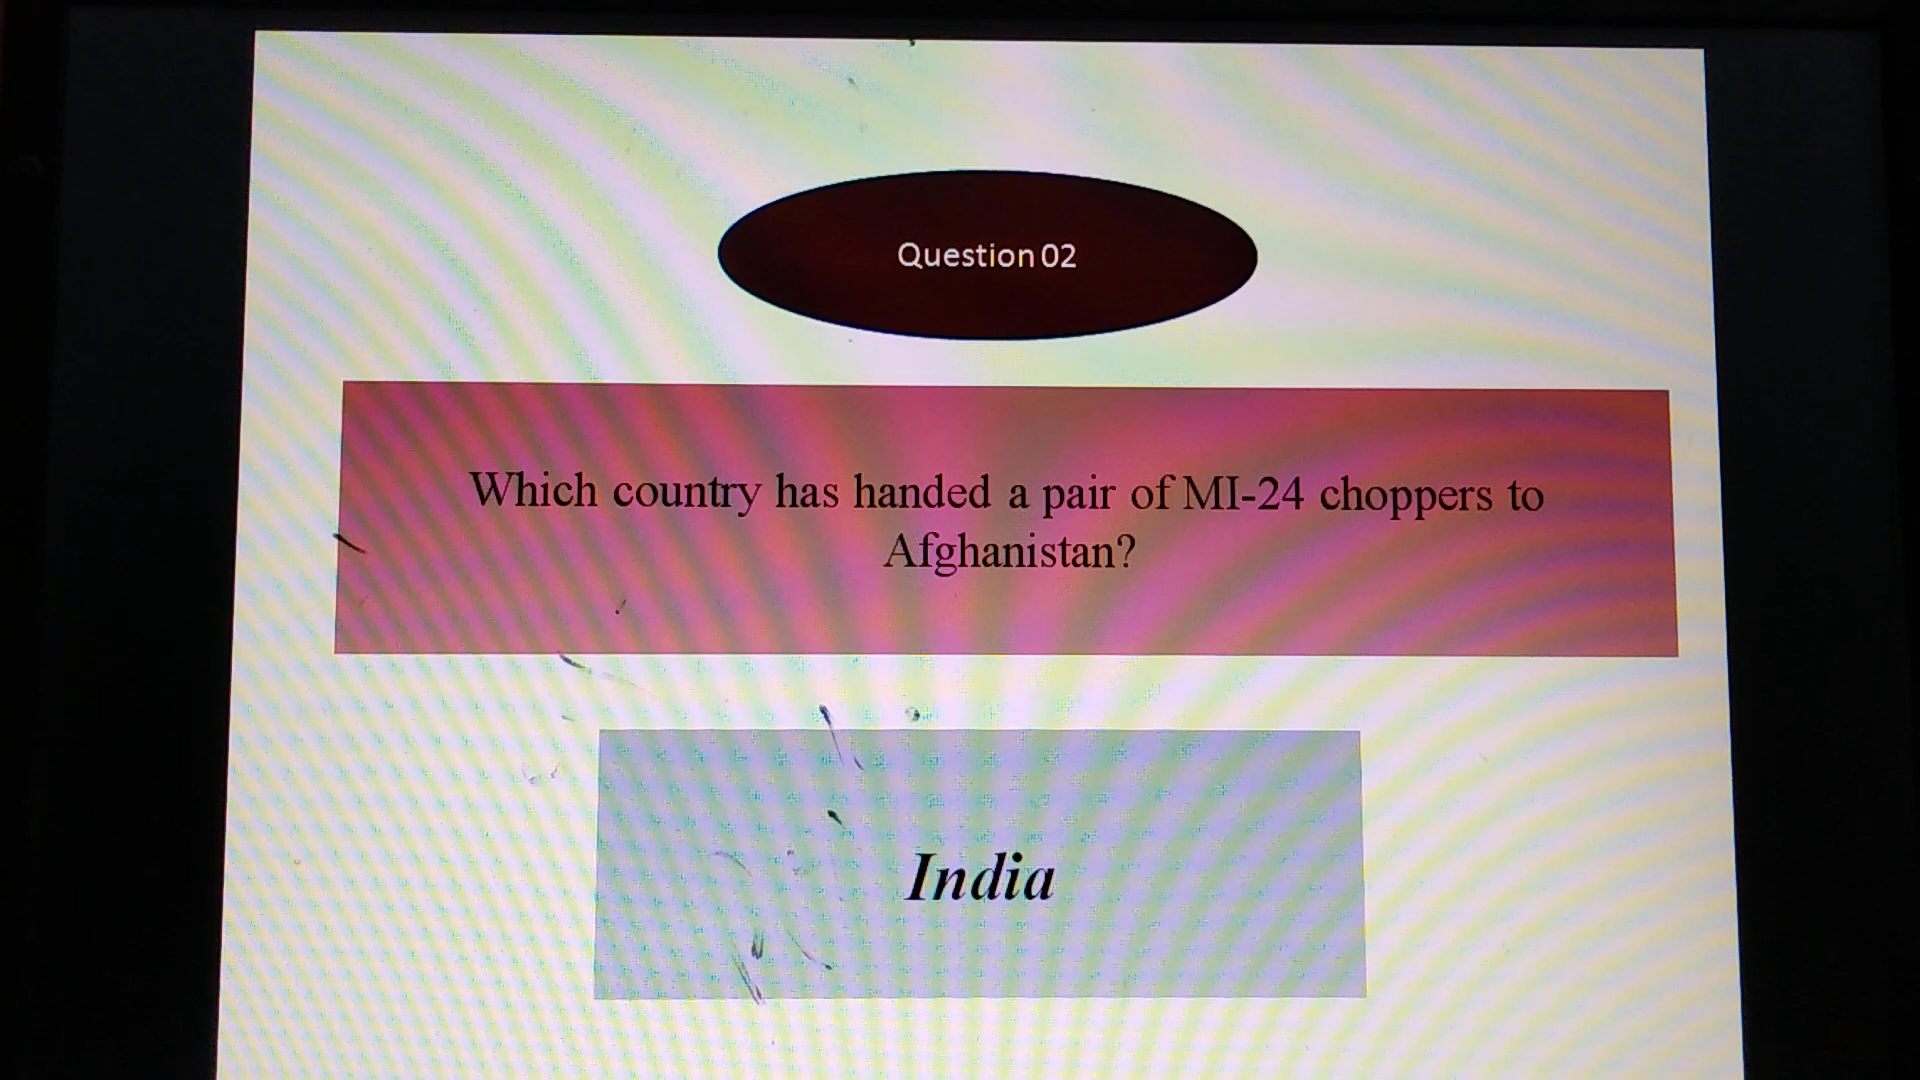 Question 02
Which country has handed a pair of MI-24 choppers to
Afghanistan?
India